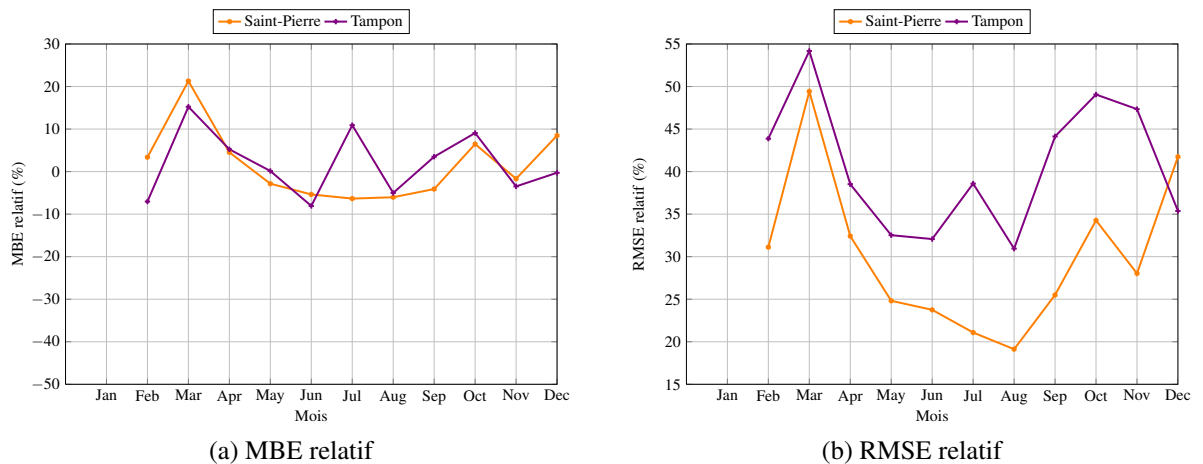 Saint-Pierre Tampon
30
20
10
0
−10
−20
−30
−40
−50
MBE relatif (%)
Jan Feb Mar Apr May Jun Jul Aug Sep Oct Nov Dec
Mois
(a) MBE relatif
Saint-Pierre Tampon
55
50
45
40
35
30
25
20
15
RMSE relatif (%)
Jan Feb Mar Apr May Jun Jul Aug Sep Oct Nov Dec
Mois
(b) RMSE relatif